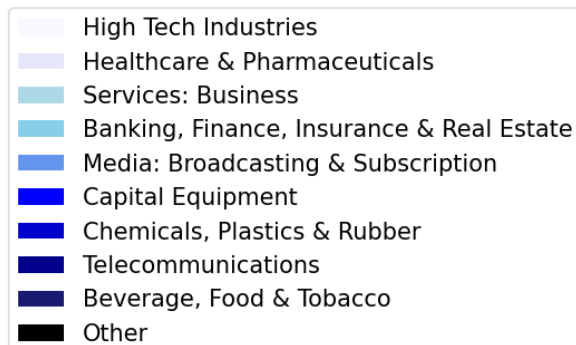 High Tech Industries
Healthcare & Pharmaceuticals
Services: Business
Banking, Finance, Insurance & Real Estate
Media: Broadcasting & Subscription
Capital Equipment
Chemicals, Plastics & Rubber
Telecommunications
Beverage, Food & Tobacco
Other